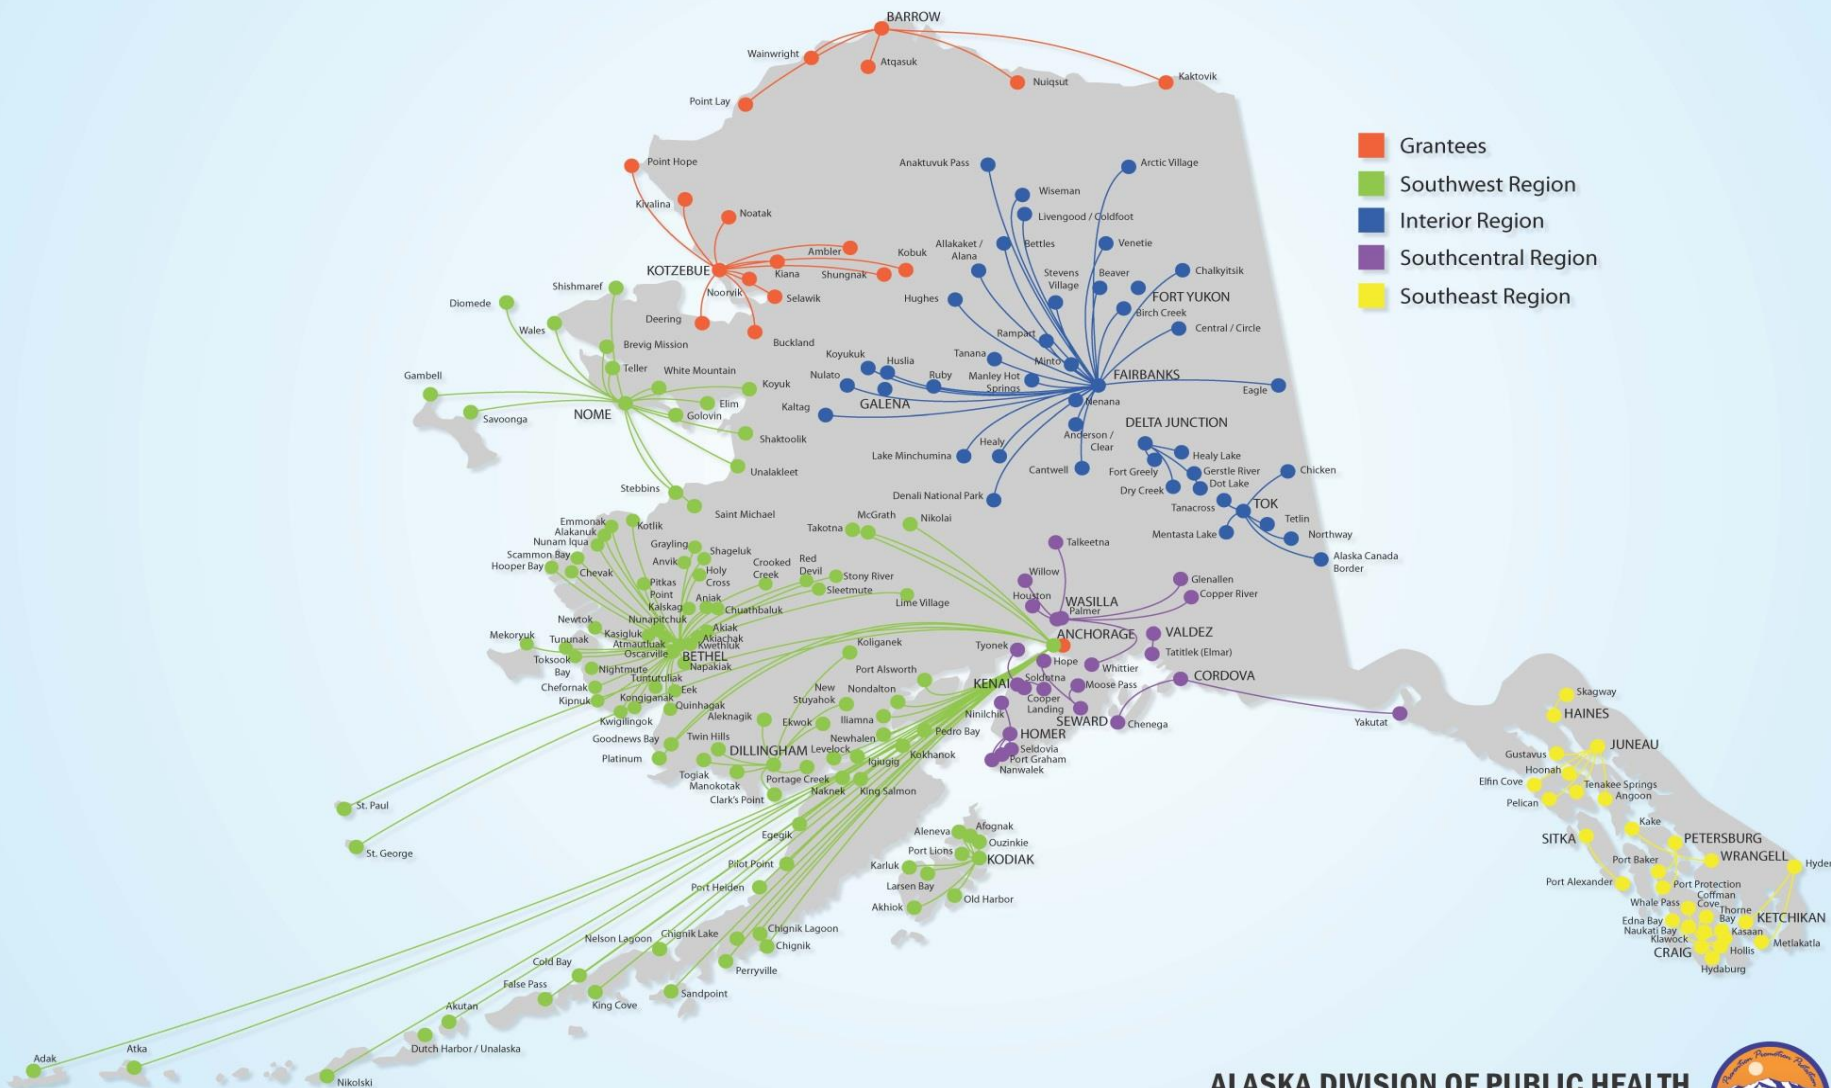 BARROW
Wainwright
Atqasuk
Nuiqsut
Kaktovik
Point Lay
Grantees
Southwest Region
Interior Region
Southcentral Region
Southeast Region
Point Hope
Kivalina
Noatak
Ambler
Kobuk
KOTZEBUE
Kiana
Shungnak
Noorvik
Selawik
Deering
Buckland
Anaktuvuk Pass
Arctic Village
Wiseman
Livengood / Coldfoot
Allakaket /
Alana
Bettles
Venetie
Stevens
Village
Beaver
Chalkyitsik
FORT YUKON
Hughes
Birch Creek
Central / Circle
Rampart
Koyukuk
Huslia
Tanana
Minto
Nulato
Ruby
Manley Hot
Springs
FAIRBANKS
Eagle
Kaltag
GALENA
Nenana
DELTA JUNCTION
Anderson /
Clear
Healy
Lake Minchumina
Cantwell
Fort Greely
Healy Lake
Gerstle River
Chicken
Dry Creek
Dot Lake
Denali National Park
Tanacross
TOK
Tetlin
Mentasta Lake
Northway
Alaska Canada
Border
Shishmaref
Diomede
Wales
Brevig Mission
Teller
White Mountain
Koyuk
Gambell
Savoonga
NOME
Elim
Golovin
Shaktoolik
Unalakleet
Stebbins
Saint Michael
McGrath
Takotna
Nikolai
Emmonak
Alakanuk
Kotlik
Nunam Iqua
Grayling
Shageluk
Scammon Bay
Hooper Bay
Chevak
Anvik
Holy
Cross
Crooked
Creek
Red
Devil
Stony River
Sleetmute
Pitkas
Point
Lime Village
Aniak
Kalskag
Chuathbaluk
Newtok
Nunapitchuk
Akiak
Kasigluk
Akiachak
Mekoryuk
Tununak
Atmautluak
Kwethluk
Oscarville
BETHEL
Toksook
Bay
Napakiak
Nightmute
Tuntutuliak
Chefornak
Eek
Kipnuk
Kongiganak
Quinhagak
Kwigilingok
Goodnews Bay
Platinum
Talkeetna
Willow
Glenallen
Houston
Copper River
WASILLA
Palmer
ANCHORAGE
VALDEZ
Tyonek
Tatitlek (Elmar)
Hope
Whittier
Soldotna
KENAI
Moose Pass
CORDOVA
Cooper
Landing
Ninilchik
SEWARD
Chenega
Yakutat
HOMER
Seldovia
Port Graham
Nanwalek
Koliganek
Port Alsworth
New
Stuyahok
Nondalton
Aleknagik
Ekwok
Iliamna
Twin Hills
Newhalen
Pedro Bay
DILLINGHAM
Levelock
Kokhanok
Igiugig
Togiak
Manokotak
Portage Creek
Clark's Point
Naknek
King Salmon
St. Paul
St. George
Egegik
Pilot Point
Port Heiden
Aleneva
Afognak
Ouzinkie
Port Lions
KODIAK
Karluk
Larsen Bay
Akhiok
Old Harbor
Nelson Lagoon
Chignik Lake
Chignik Lagoon
Chignik
Perryville
Cold Bay
False Pass
King Cove
Sandpoint
Akutan
Dutch Harbor / Unalaska
Adak
Atka
Nikolski
Skagway
HAINES
Gustavus
JUNEAU
Hoonah
Elfin Cove
Tenakee Springs
Pelican
Angoon
SITKA
Kake
PETERSBURG
Port Baker
WRANGELL
Hyder
Port Alexander
Port Protection
Whale Pass
Coffman
Cove
Thorne
Bay
Edna Bay
KETCHIKAN
Naukati Bay
Kasaan
Klawock
Metlakatla
CRAIG
Hollis
Hydaburg
ALASKA DIVISION OF PUBLIC HEALTH